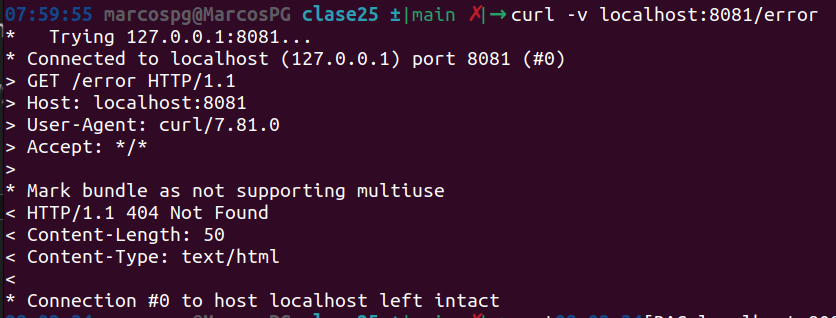 07:59:55 marcospg@MarcosPG clase25 ±|main ✗|→curl -v localhost:8081/error
*   Trying 127.0.0.1:8081...
* Connected to localhost (127.0.0.1) port 8081 (#0)
> GET /error HTTP/1.1
> Host: localhost:8081
> User-Agent: curl/7.81.0
> Accept: */*
>
* Mark bundle as not supporting multiuse
< HTTP/1.1 404 Not Found
< Content-Length: 50
< Content-Type: text/html
<
* Connection #0 to host localhost left intact